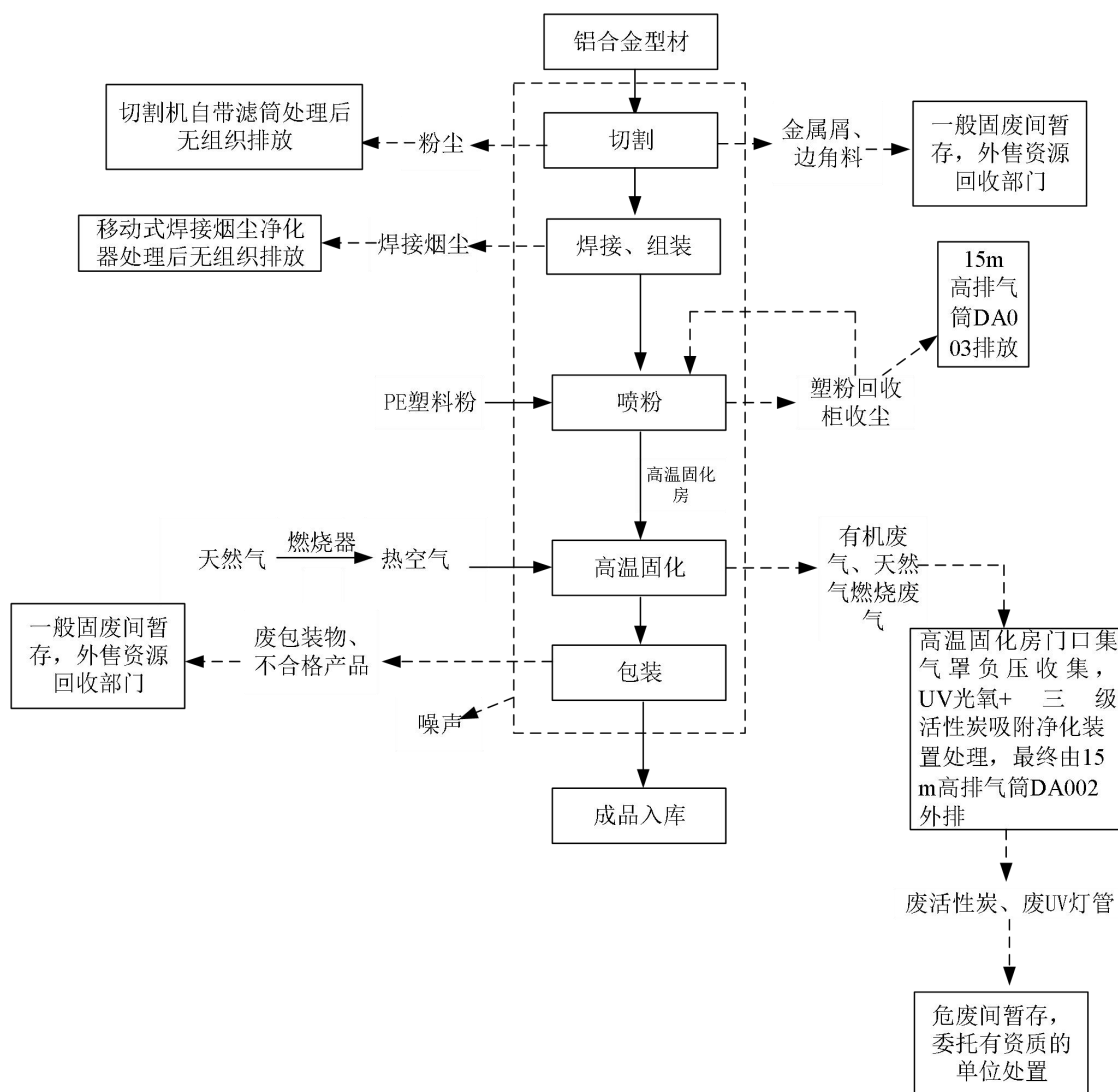 铝合金型材
切割机自带滤筒处理后
无组织排放
粉尘
切割
金属屑、
边角料
一般固废间暂
存，外售资源
回收部门
移动式焊接烟尘净化
器处理后无组织排放
焊接烟尘
焊接、组装
15m
高排气
筒DA0
03排放
PE塑料粉
喷粉
塑粉回收
柜收尘
高温固化
房
天然气
燃烧器
热空气
高温固化
有机废
气、天然
气燃烧废
气
一般固废间暂
存，外售资源
回收部门
废包装物、
不合格产品
包装
噪声
高温固化房门口集
气罩负压收集，
UV光氧+ 三级
活性炭吸附净化装
置处理，最终由15
m高排气筒DA002
外排
成品入库
废活性炭、废UV灯管
危废间暂存，
委托有资质的
单位处置